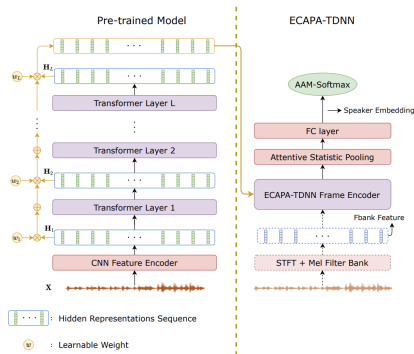 Pre-trained Model
H_L
w_L
Transformer Layer L
Transformer Layer 2
H_2
w_2
Transformer Layer 1
H_1
w_1
CNN Feature Encoder
X
Hidden Representations Sequence
w : Learnable Weight
ECAPA-TDNN
AAM-Softmax
Speaker Embedding
FC layer
Attentive Statistic Pooling
ECAPA-TDNN Frame Encoder
Fbank Feature
STFT + Mel Filter Bank